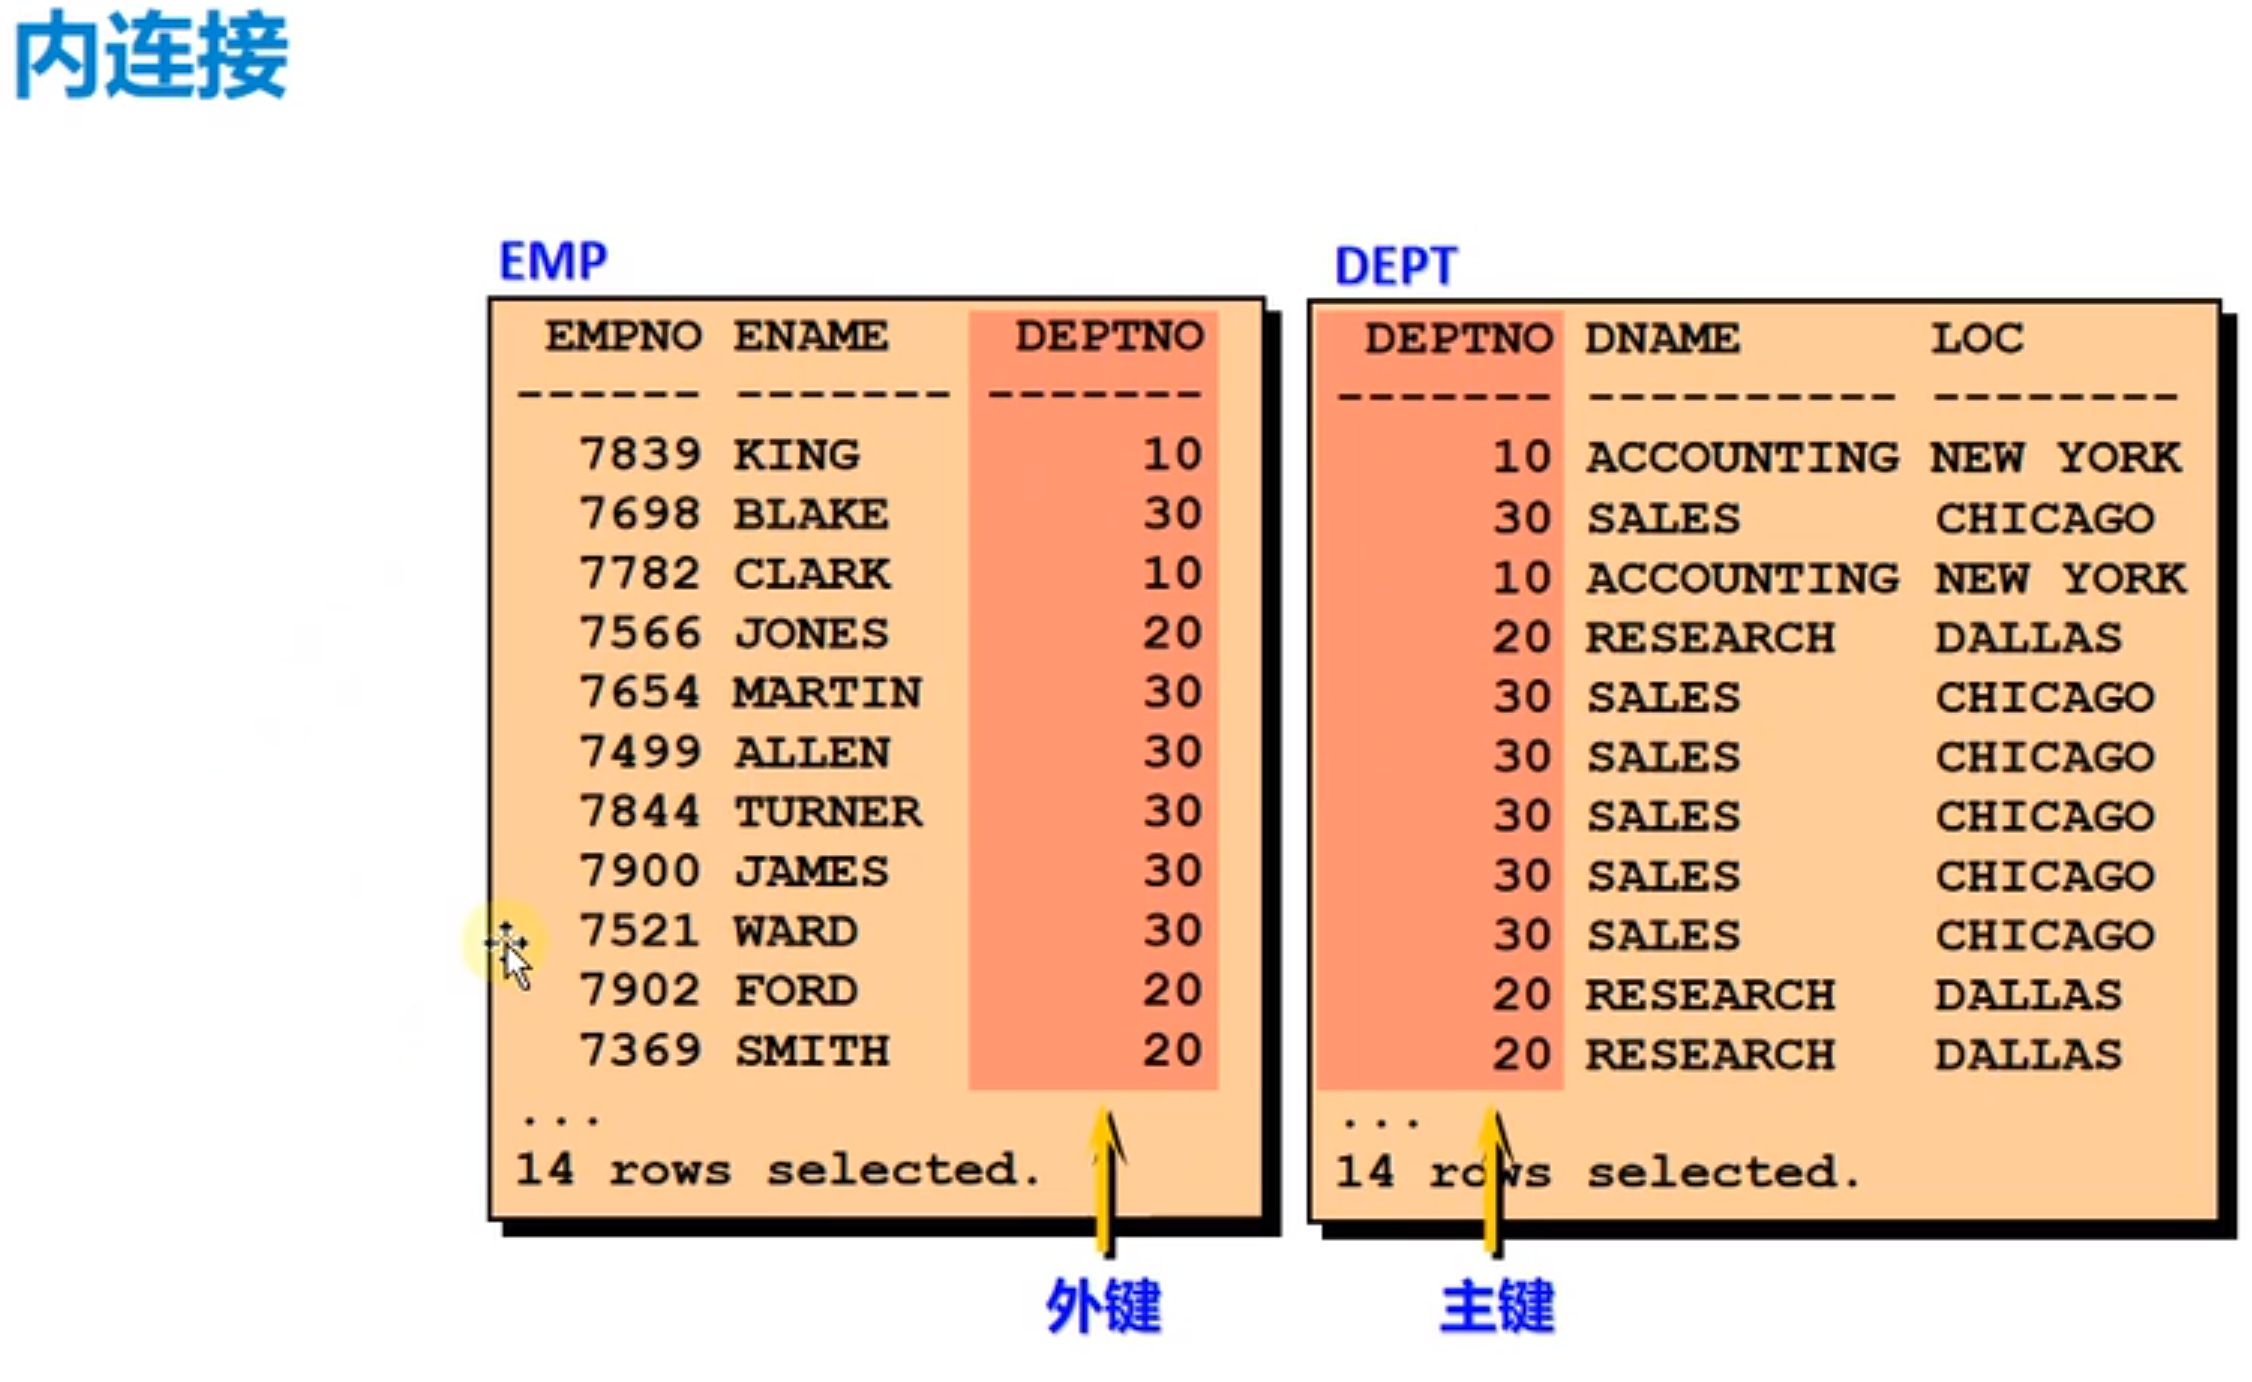 内连接
EMP
EMPNO ENAME DEPTNO
------ ------- -------
7839 KING 10
7698 BLAKE 30
7782 CLARK 10
7566 JONES 20
7654 MARTIN 30
7499 ALLEN 30
7844 TURNER 30
7900 JAMES 30
7521 WARD 30
7902 FORD 20
7369 SMITH 20
...
14 rows selected.
外键
DEPT
DEPTNO DNAME LOC
------- ---------- --------
10 ACCOUNTING NEW YORK
30 SALES CHICAGO
10 ACCOUNTING NEW YORK
20 RESEARCH DALLAS
30 SALES CHICAGO
30 SALES CHICAGO
30 SALES CHICAGO
30 SALES CHICAGO
30 SALES CHICAGO
20 RESEARCH DALLAS
20 RESEARCH DALLAS
...
14 rows selected.
主键